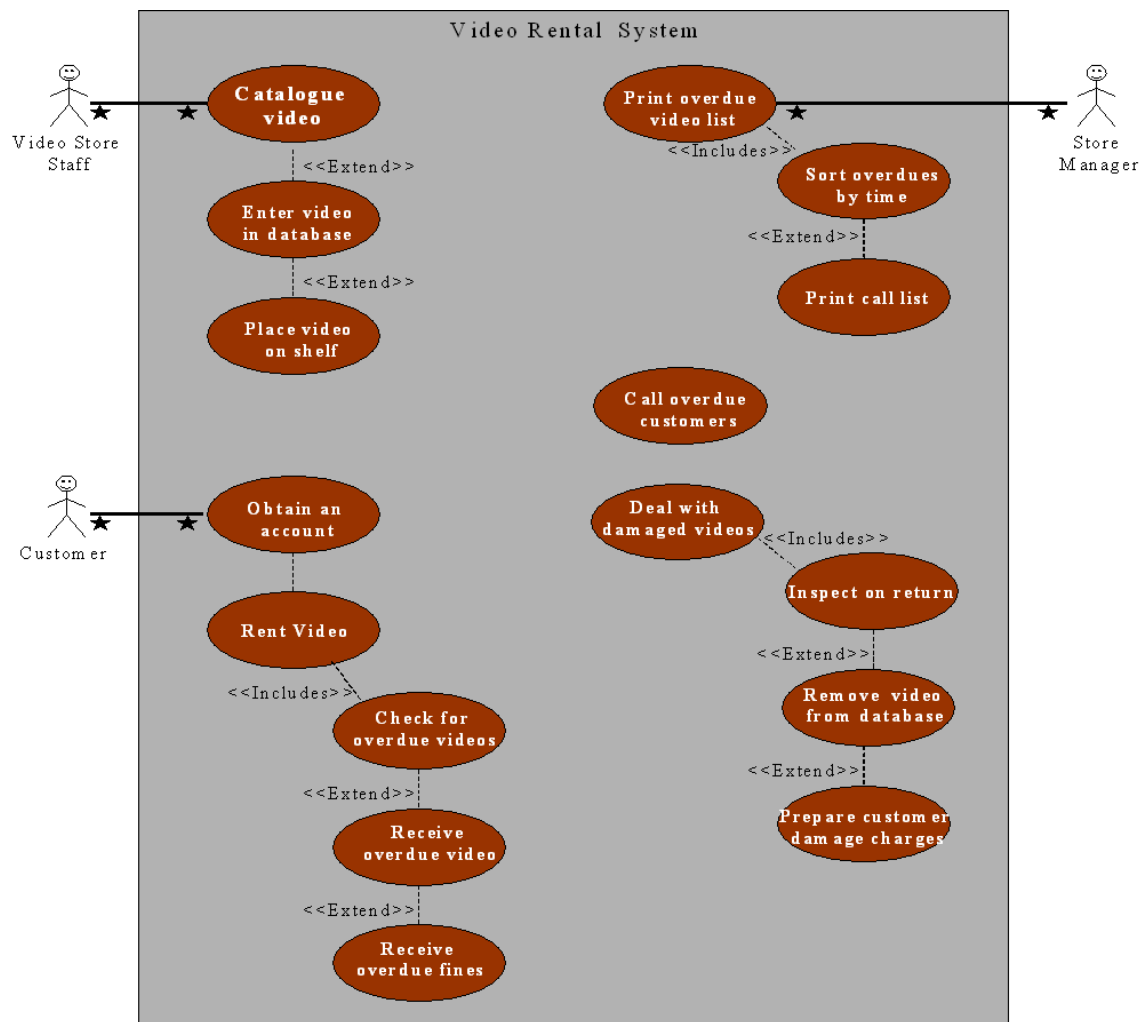 Video Rental System
Video Store
Staff
Catalogue
video
<<Extend>>
Enter video
in database
<<Extend>>
Place video
on shelf
Print overdue
video list
Store
Manager
<<Includes>>
Sort overdues
by time
<<Extend>>
Print call list
Call overdue
customers
Customer
Obtain an
account
Rent Video
<<Includes>>
Check for
overdue videos
<<Extend>>
Receive
overdue video
<<Extend>>
Receive
overdue fines
Deal with
damaged videos
<<Includes>>
Inspect on return
<<Extend>>
Remove video
from database
<<Extend>>
Prepare customer
damage charges